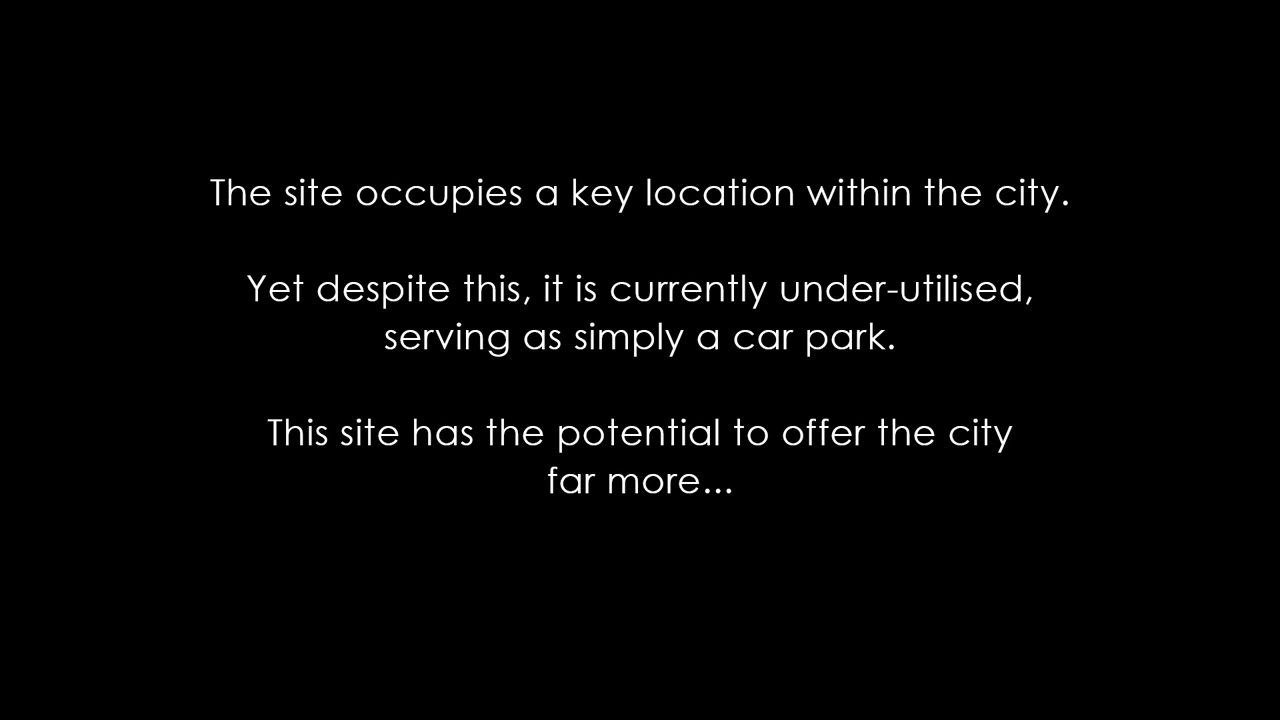 The site occupies a key location within the city.
Yet despite this, it is currently under-utilised,
serving as simply a car park.
This site has the potential to offer the city
far more...